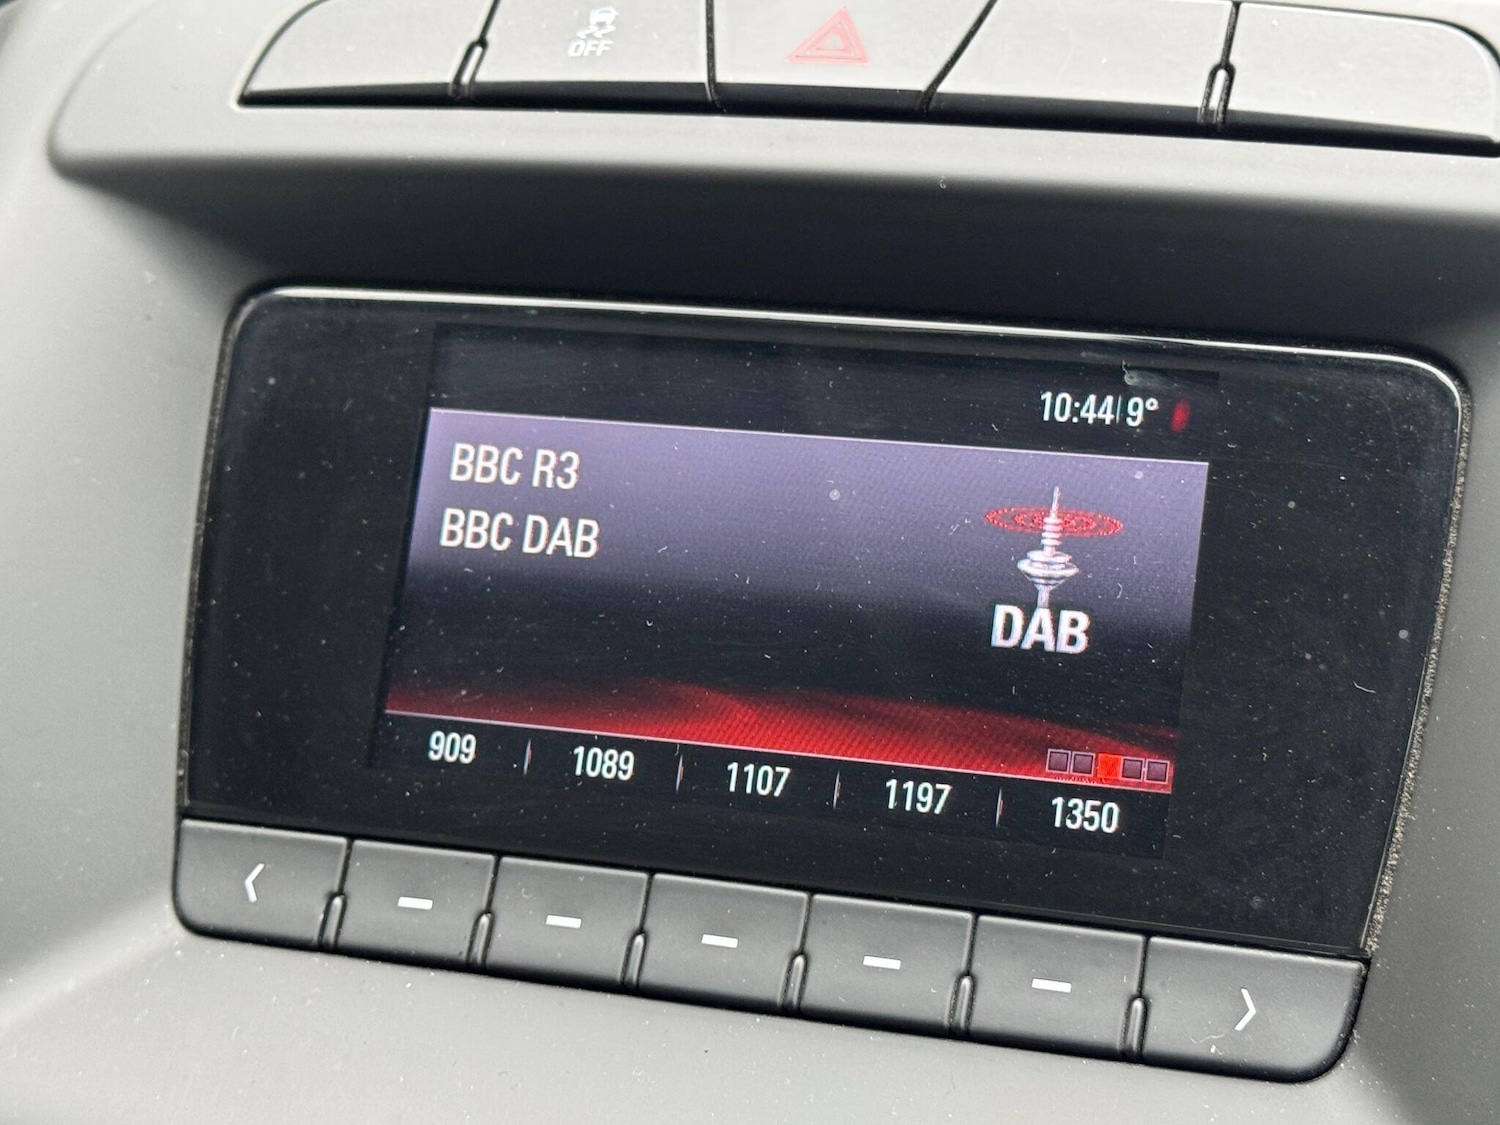 OFF
10:44 9°
BBC R3
BBC DAB
DAB
909 1089 1107 1197 1350